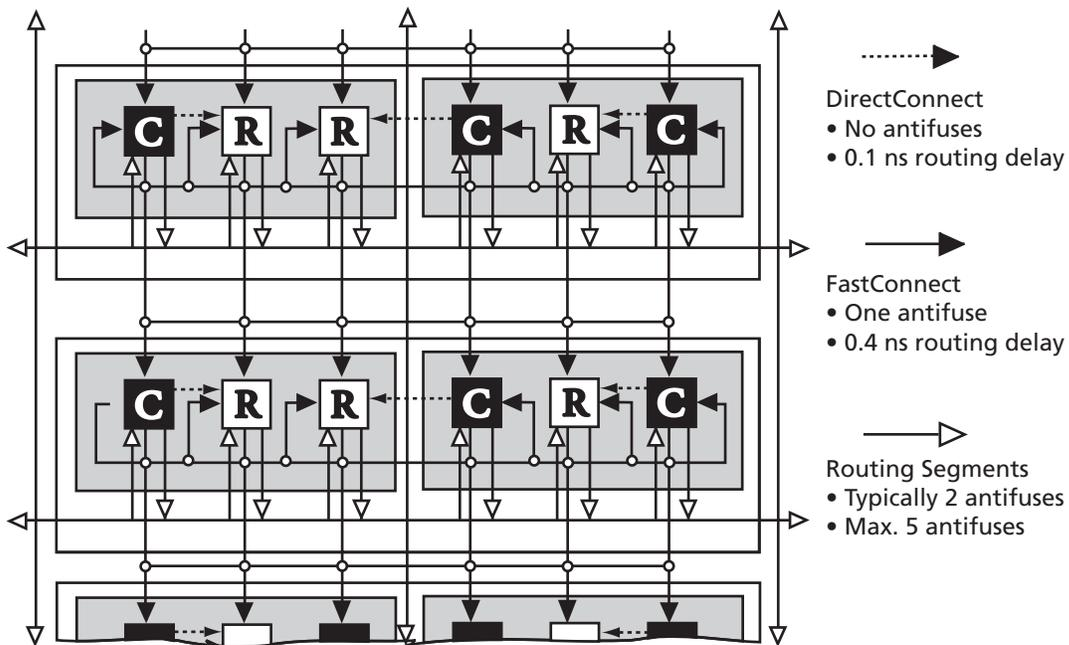 C R R C R C
DirectConnect
• No antifuses
• 0.1 ns routing delay
FastConnect
• One antifuse
• 0.4 ns routing delay
C R R C R C
Routing Segments
• Typically 2 antifuses
• Max. 5 antifuses